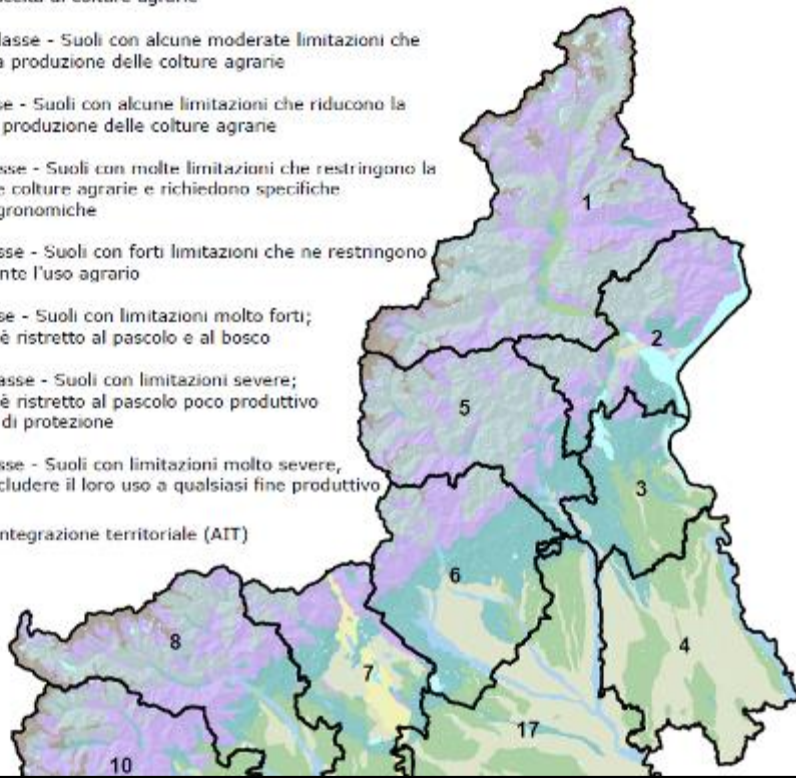 scelta di colture agrarie
lasse - Suoli con alcune moderate limitazioni che
a produzione delle colture agrarie
se - Suoli con alcune limitazioni che riducono la
produzione delle colture agrarie
sse - Suoli con molte limitazioni che restringono la
e colture agrarie e richiedono specifiche
gronomiche
sse - Suoli con forti limitazioni che ne restringono
nte l'uso agrario
se - Suoli con limitazioni molto forti;
è ristretto al pascolo e al bosco
asse - Suoli con limitazioni severe;
è ristretto al pascolo poco produttivo
di protezione
sse - Suoli con limitazioni molto severe,
cludere il loro uso a qualsiasi fine produttivo
ntegrazione territoriale (AIT)
1
2
5
3
6
8
4
7
17
10